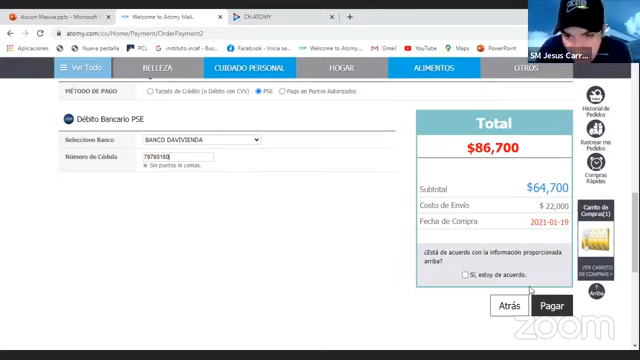 Accion Masiva.pptx - Microsoft
Welcome to Atomy Mall.
CH.ATOMY
atomy.com/co/Home/Payment/OrderPayment2
Aplicaciones
Nueva pestaña
PCL
instituto incaf - Busc...
Facebook - Inicia se...
Gmail
YouTube
Maps
PowerPoint
SM Jesus Carr...
Ver Todo
BELLEZA
CUIDADO PERSONAL
HOGAR
ALIMENTOS
OTROS
MÉTODO DE PAGO
Tarjeta de Crédito (o Débito con CVV)
PSE
Pago en Puntos Autorizados
Débito Bancario PSE
Seleccione Banco
BANCO DAVIVIENDA
Número de Cédula
79780180
Sin puntos ni comas.
Total
$86,700
Subtotal
$64,700
Costo de Envío
$ 22,000
Fecha de Compra
2021-01-19
¿Está de acuerdo con la información proporcionada
arriba?
Sí, estoy de acuerdo.
Atrás
Pagar
Historial de
Pedidos
Rastrear mis
Pedidos
Compras
Rápidas
Carrito de
Compras(1)
VER CARRITO
DE COMPRAS +
Arriba
zoom